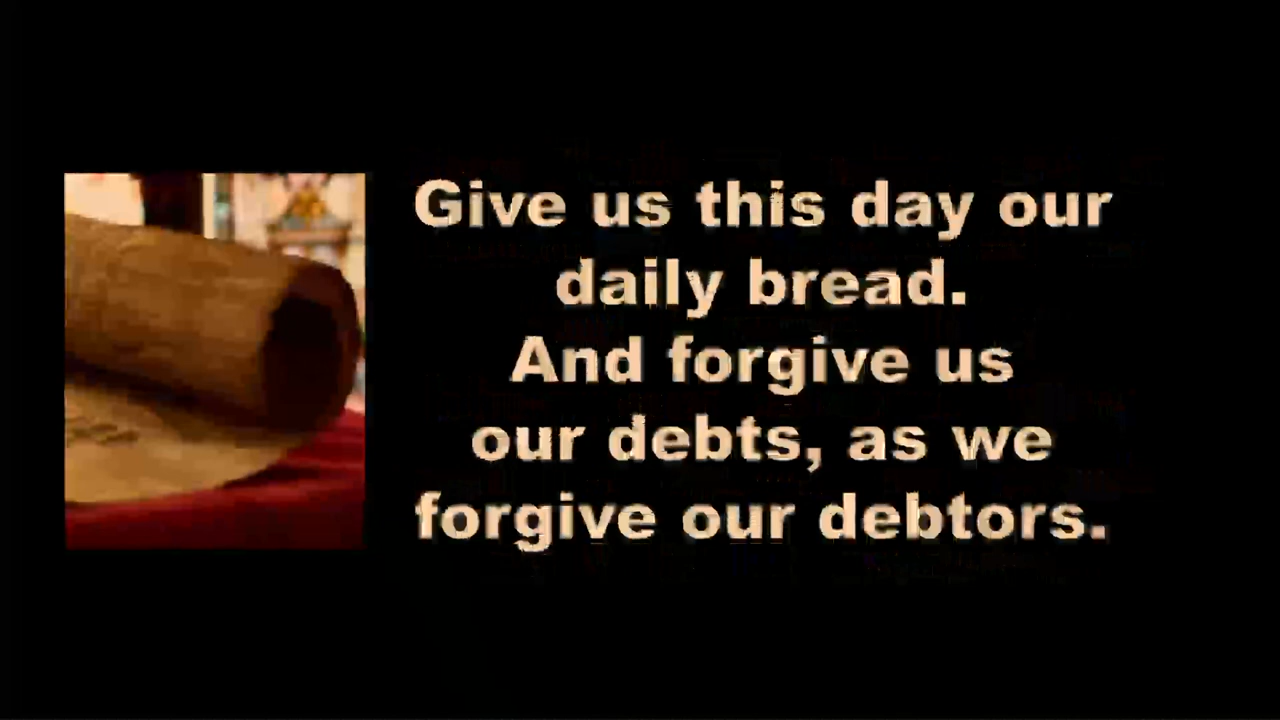 Give us this day our
daily bread.
And forgive us
our debts, as we
forgive our debtors.